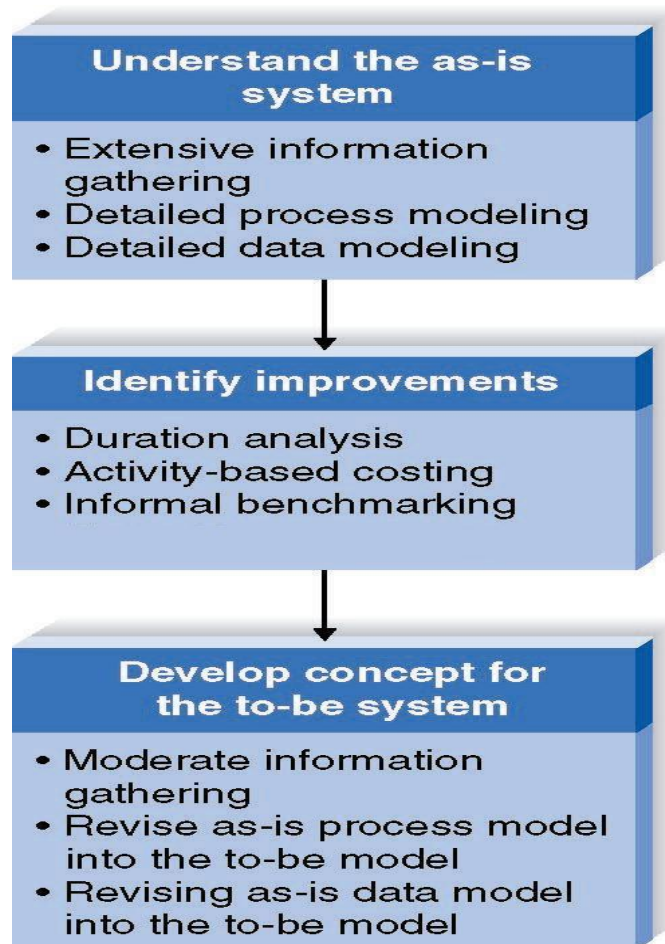 Understand the as-is
system
• Extensive information
gathering
• Detailed process modeling
• Detailed data modeling
Identify improvements
• Duration analysis
• Activity-based costing
• Informal benchmarking
Develop concept for
the to-be system
• Moderate information
gathering
• Revise as-is process model
into the to-be model
• Revising as-is data model
into the to-be model